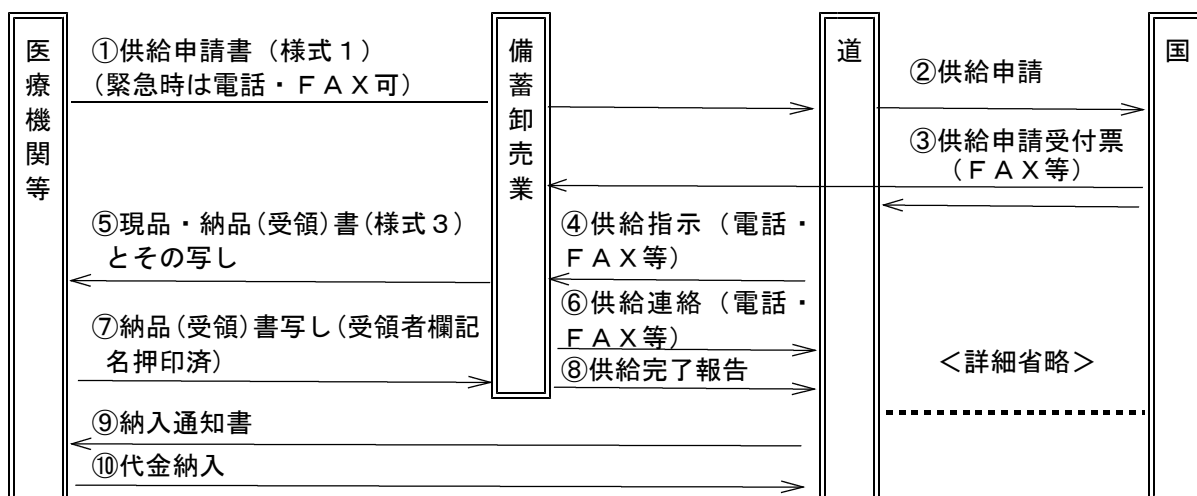 医療機関等
備蓄卸売業
道
国
①供給申請書（様式１）
（緊急時は電話・ＦＡＸ可）
②供給申請
③供給申請受付票
（ＦＡＸ等）
④供給指示（電話・
ＦＡＸ等）
⑤現品・納品(受領)書(様式３)
とその写し
⑥供給連絡（電話・
ＦＡＸ等）
⑦納品(受領)書写し(受領者欄記
名押印済)
⑧供給完了報告
＜詳細省略＞
⑨納入通知書
⑩代金納入